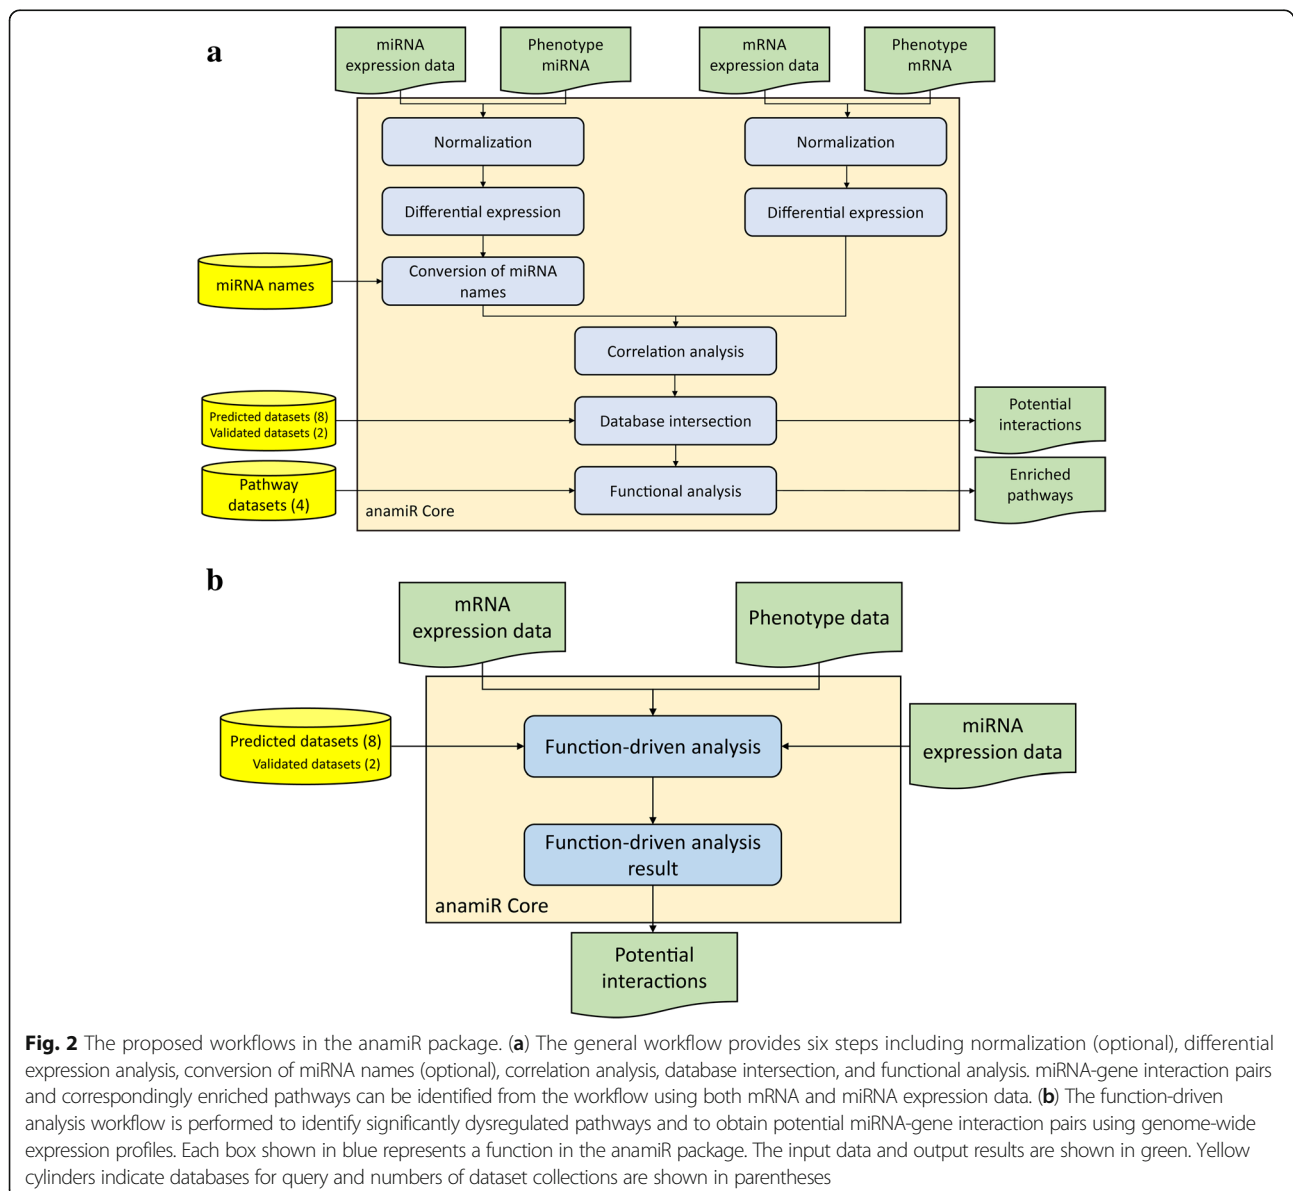 a
miRNA
expression data
Phenotype
miRNA
mRNA
expression data
Phenotype
mRNA
Normalization
Normalization
Differential expression
Differential expression
miRNA names
Conversion of miRNA
names
Correlation analysis
Predicted datasets (8)
Validated datasets (2)
Database intersection
Potential
interactions
Pathway
datasets (4)
Functional analysis
Enriched
pathways
anamiR Core
b
mRNA
expression data
Phenotype data
Predicted datasets (8)
Validated datasets (2)
Function-driven analysis
miRNA
expression data
Function-driven analysis
result
anamiR Core
Potential
interactions
Fig. 2 The proposed workflows in the anamiR package. (a) The general workflow provides six steps including normalization (optional), differential
expression analysis, conversion of miRNA names (optional), correlation analysis, database intersection, and functional analysis. miRNA-gene interaction pairs
and correspondingly enriched pathways can be identified from the workflow using both mRNA and miRNA expression data. (b) The function-driven
analysis workflow is performed to identify significantly dysregulated pathways and to obtain potential miRNA-gene interaction pairs using genome-wide
expression profiles. Each box shown in blue represents a function in the anamiR package. The input data and output results are shown in green. Yellow
cylinders indicate databases for query and numbers of dataset collections are shown in parentheses